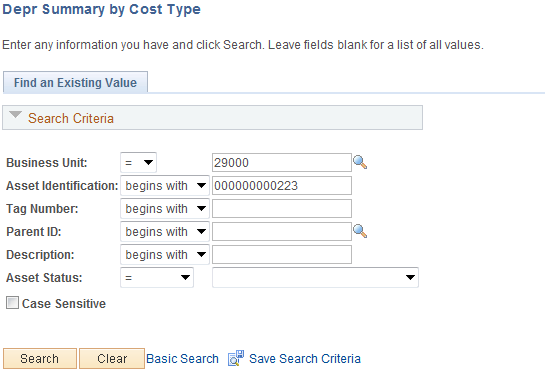 Depr Summary by Cost Type
Enter any information you have and click Search. Leave fields blank for a list of all values.
Find an Existing Value
Search Criteria
Business Unit: = 29000
Asset Identification: begins with 000000000223
Tag Number: begins with
Parent ID: begins with
Description: begins with
Asset Status: =
Case Sensitive
Search Clear Basic Search Save Search Criteria